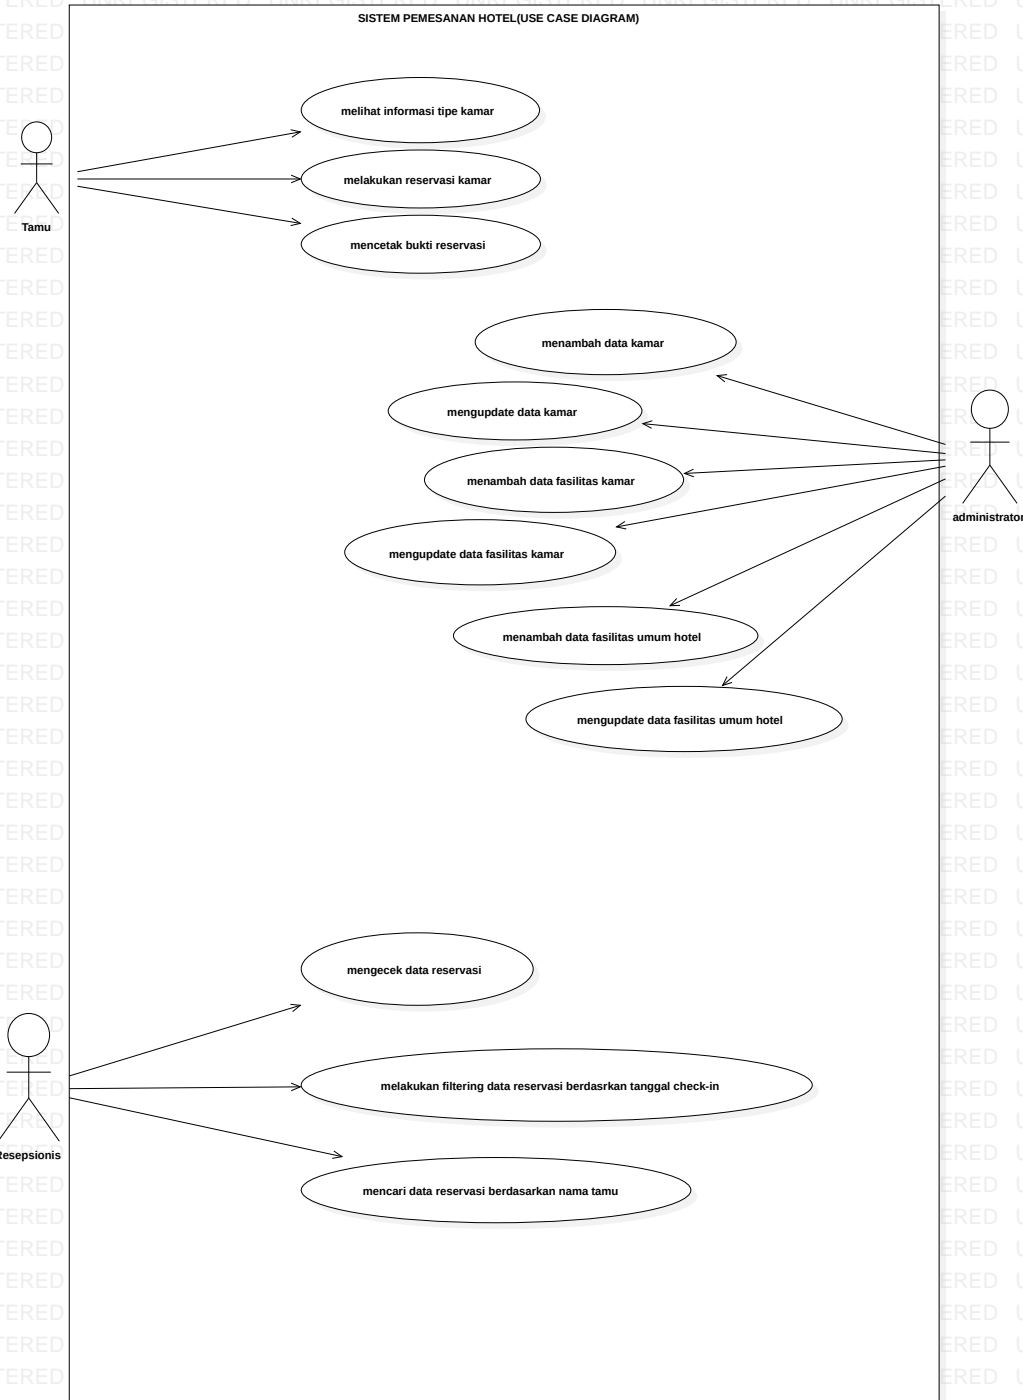 SISTEM PEMESANAN HOTEL(USE CASE DIAGRAM)
melihat informasi tipe kamar
melakukan reservasi kamar
Tamu
mencetak bukti reservasi
menambah data kamar
mengupdate data kamar
menambah data fasilitas kamar
administrator
mengupdate data fasilitas kamar
menambah data fasilitas umum hotel
mengupdate data fasilitas umum hotel
mengecek data reservasi
melakukan filtering data reservasi berdasrkan tanggal check-in
Resepsionis
mencari data reservasi berdasarkan nama tamu